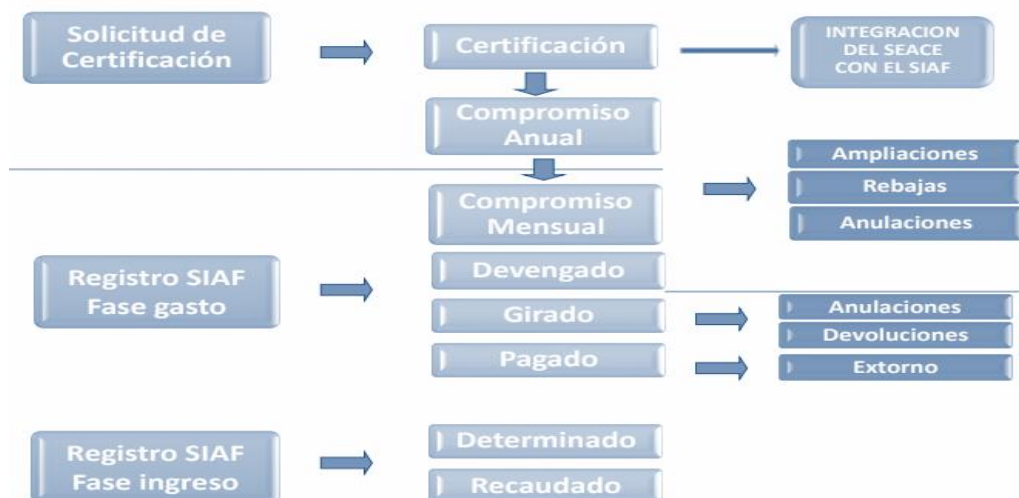 Solicitud de
Certificación
Certificación
INTEGRACION
DEL SEACE
CON EL SIAF
Compromiso
Anual
Ampliaciones
Rebajas
Anulaciones
Compromiso
Mensual
Registro SIAF
Fase gasto
Devengado
Girado
Pagado
Anulaciones
Devoluciones
Extorno
Registro SIAF
Fase ingreso
Determinado
Recaudado